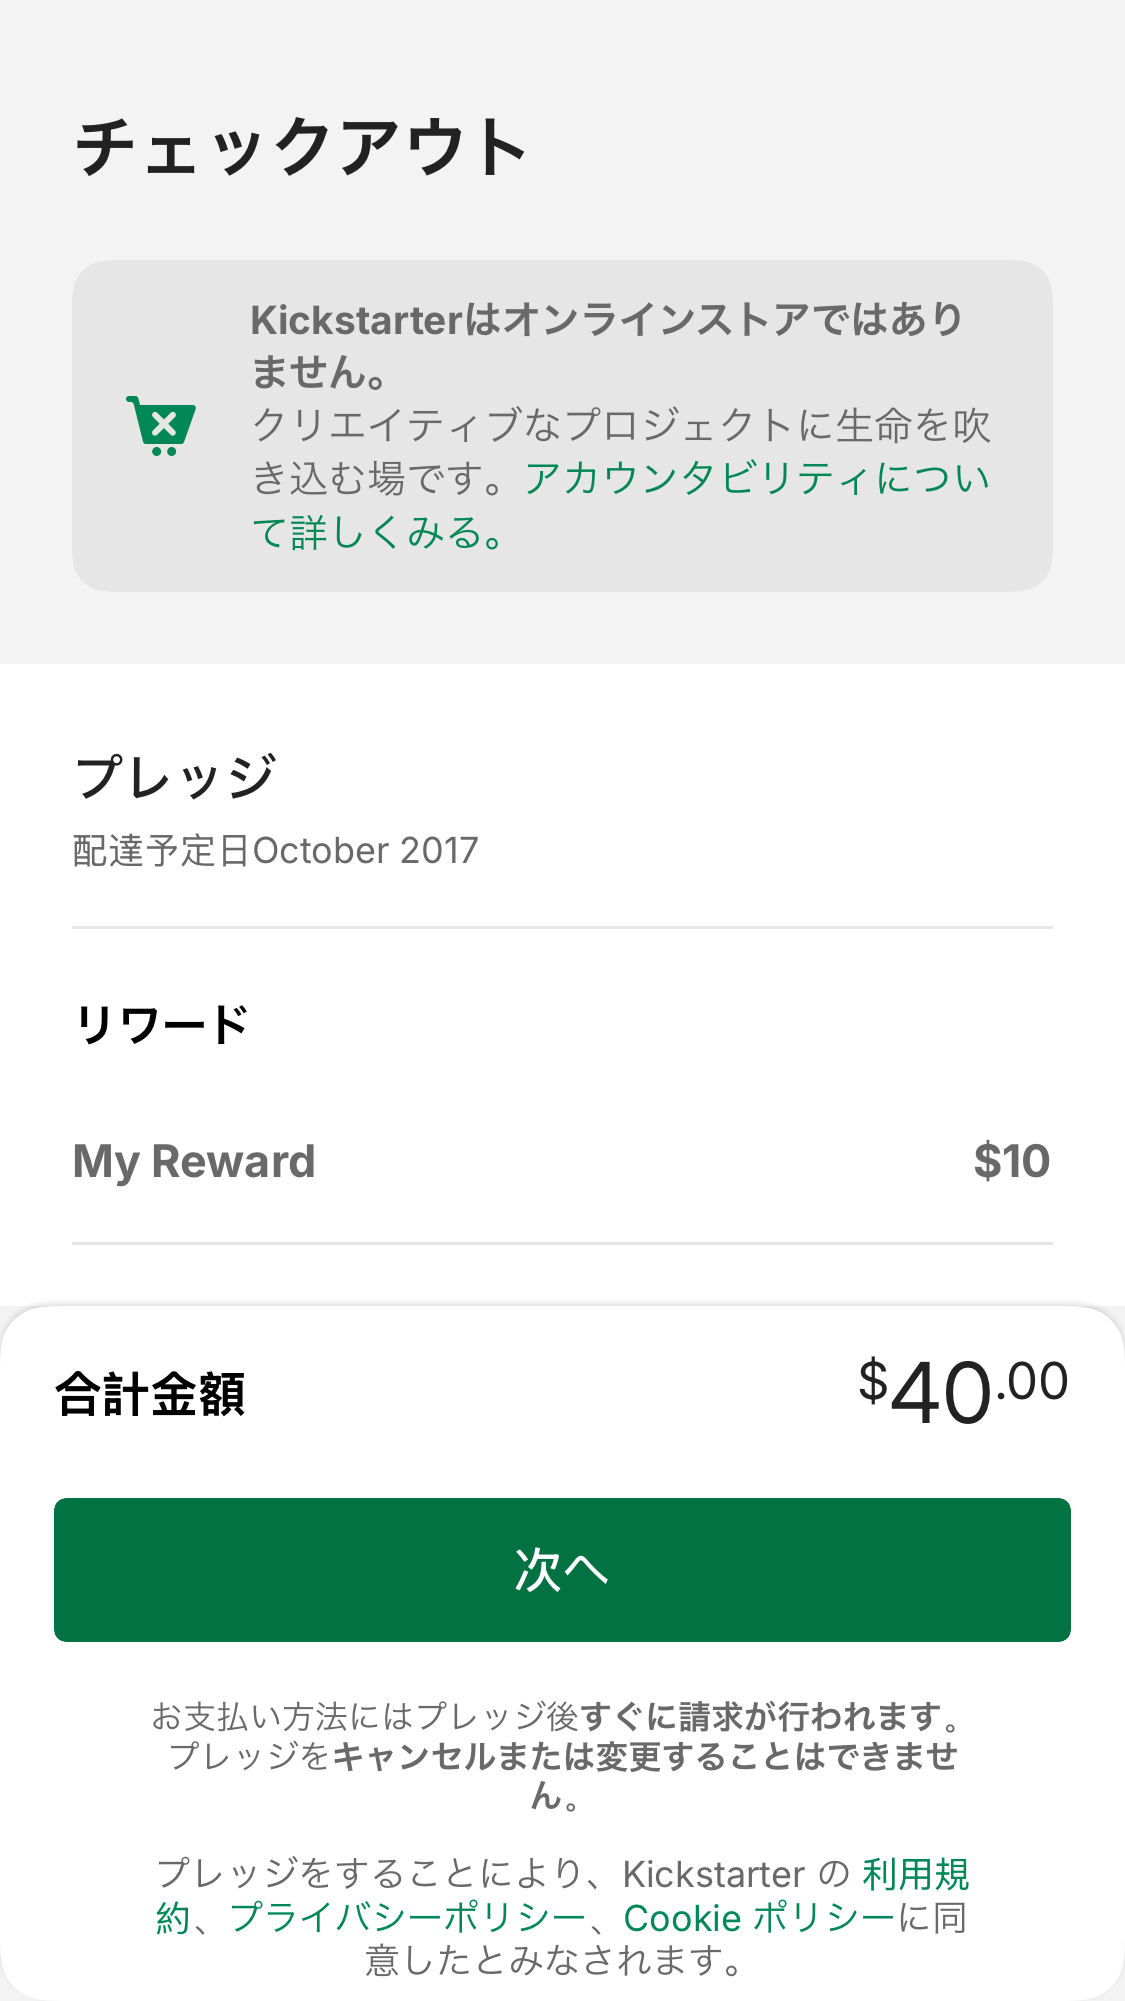 チェックアウト
Kickstarterはオンラインストアではあり
ません。
クリエイティブなプロジェクトに生命を吹
き込む場です。アカウンタビリティについ
て詳しくみる。
プレッジ
配達予定日October 2017
リワード
My Reward $10
合計金額 $40.00
次へ
お支払い方法にはプレッジ後すぐに請求が行われます。
プレッジをキャンセルまたは変更することはできませ
ん。
プレッジをすることにより、Kickstarter の 利用規
約、プライバシーポリシー、Cookie ポリシーに同
意したとみなされます。